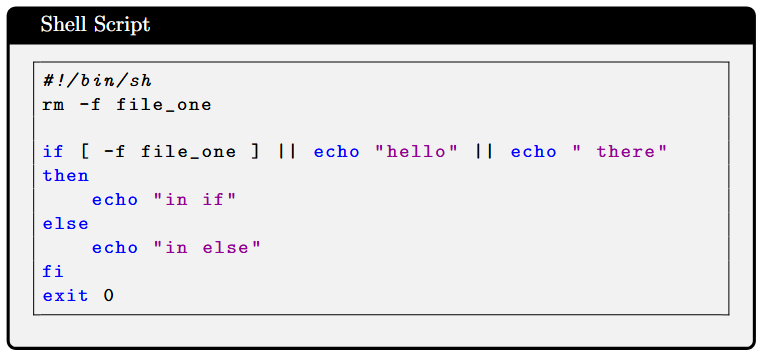 Shell Script
#!/bin/sh
rm -f file_one
if [ -f file_one ] || echo "hello" || echo " there"
then
    echo "in if"
else
    echo "in else"
fi
exit 0